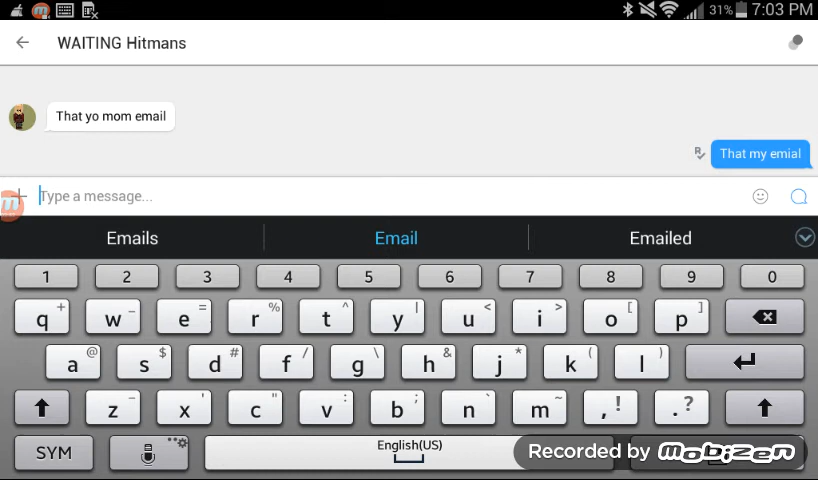 31% 7:03 PM
WAITING Hitmans
That yo mom email
R That my emial
Type a message...
Emails Email Emailed
1 2 3 4 5 6 7 8 9 0
q + w _ e = r % t ^ y | u < i > o [ p ]
a @ s $ d # f / g \ h & j * k ( l )
z - x ' c " v : b ; n ` m ~ , ! . ?
SYM English(US)
Recorded by mobizen